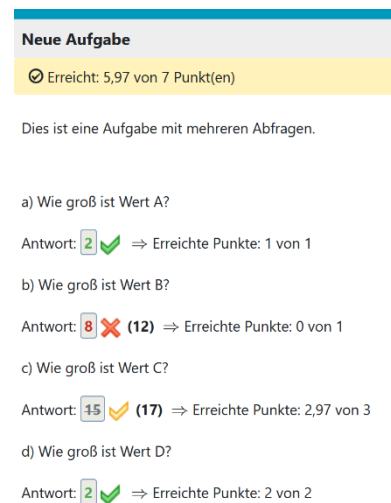 Neue Aufgabe
Erreicht: 5,97 von 7 Punkt(en)
Dies ist eine Aufgabe mit mehreren Abfragen.
a) Wie groß ist Wert A?
Antwort: 2 ⇒ Erreichte Punkte: 1 von 1
b) Wie groß ist Wert B?
Antwort: 8 (12) ⇒ Erreichte Punkte: 0 von 1
c) Wie groß ist Wert C?
Antwort: 15 (17) ⇒ Erreichte Punkte: 2,97 von 3
d) Wie groß ist Wert D?
Antwort: 2 ⇒ Erreichte Punkte: 2 von 2